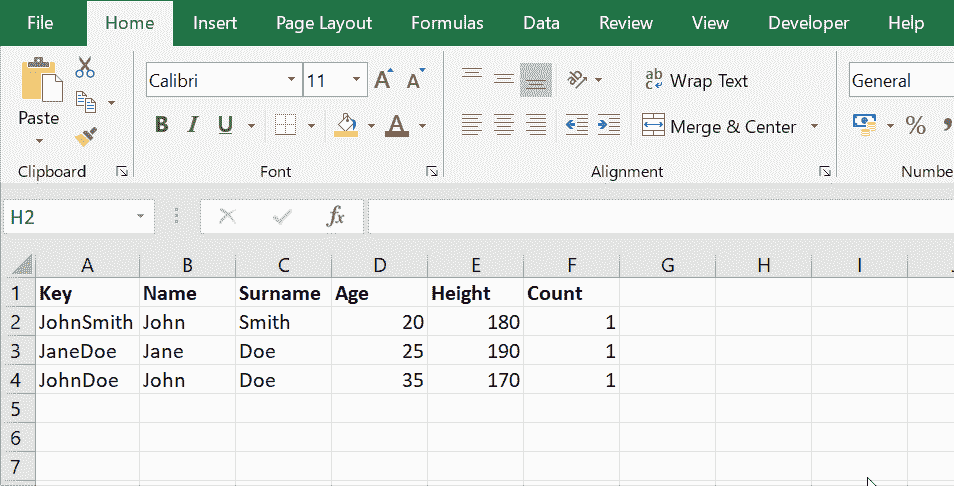 File Home Insert Page Layout Formulas Data Review View Developer Help
Calibri 11 A A ab Wrap Text General
Paste B I U A c Merge & Center %
Clipboard Font Alignment Numbe
H2 fx
A B C D E F G H I
1 Key Name Surname Age Height Count
2 JohnSmith John Smith 20 180 1
3 JaneDoe Jane Doe 25 190 1
4 JohnDoe John Doe 35 170 1
5
6
7